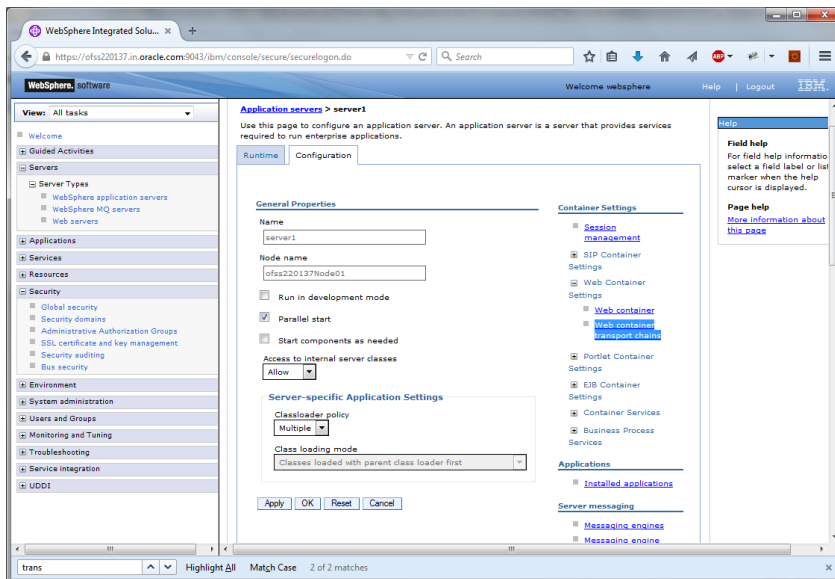 WebSphere Integrated Solu...
https://ofss220137.in.oracle.com:9043/ibm/console/secure/securelogon.do
Search
ABP
WebSphere. software
Welcome websphere
Help | Logout
IBM.
View: All tasks
Welcome
Guided Activities
Servers
Server Types
WebSphere application servers
WebSphere MQ servers
Web servers
Applications
Services
Resources
Security
Global security
Security domains
Administrative Authorization Groups
SSL certificate and key management
Security auditing
Bus security
Environment
System administration
Users and Groups
Monitoring and Tuning
Troubleshooting
Service integration
UDDI
Application servers > server1
Use this page to configure an application server. An application server is a server that provides services
required to run enterprise applications.
Runtime
Configuration
General Properties
Name
server1
Node name
ofss220137Node01
Run in development mode
Parallel start
Start components as needed
Access to internal server classes
Allow
Server-specific Application Settings
Classloader policy
Multiple
Class loading mode
Classes loaded with parent class loader first
Apply
OK
Reset
Cancel
Container Settings
Session
management
SIP Container
Settings
Web Container
Settings
Web container
Web container
transport chains
Portlet Container
Settings
EJB Container
Settings
Container Services
Business Process
Services
Applications
Installed applications
Server messaging
Messaging engines
Messaging engine
Help
Field help
For field help informatio
select a field label or list
marker when the help
cursor is displayed.
Page help
More information about
this page
trans
Highlight All
Match Case
2 of 2 matches